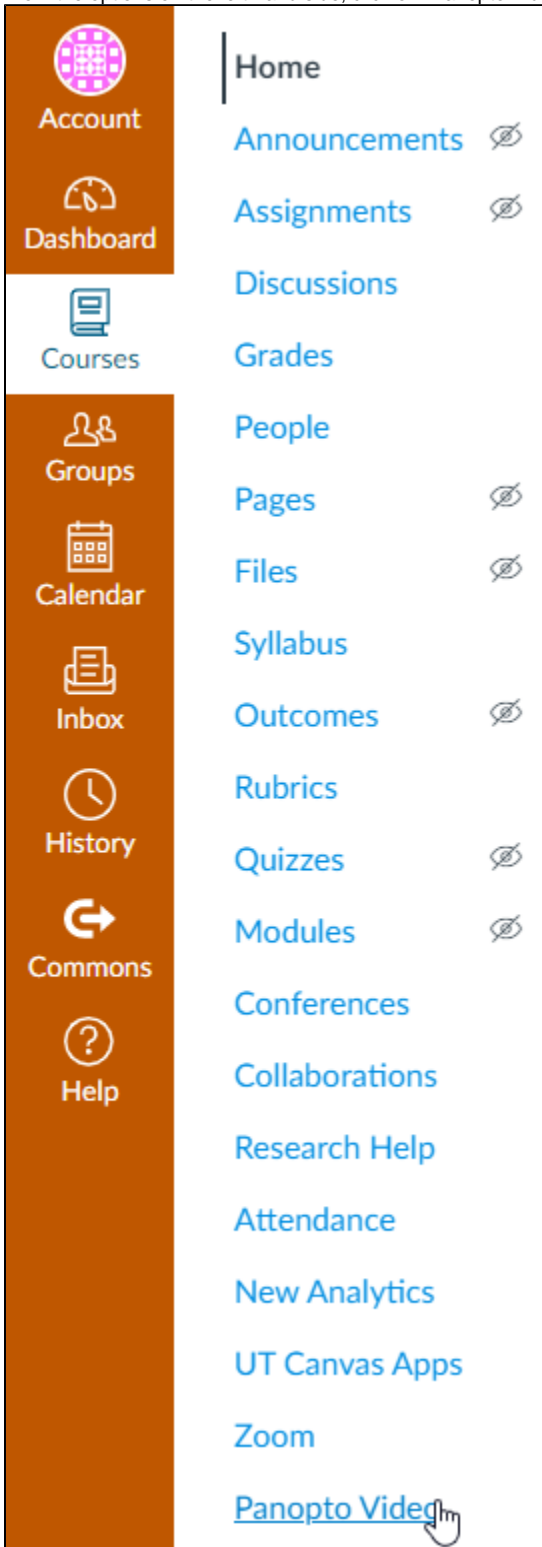 Account
Dashboard
Courses
Groups
Calendar
Inbox
History
Commons
Help
Home
Announcements
Assignments
Discussions
Grades
People
Pages
Files
Syllabus
Outcomes
Rubrics
Quizzes
Modules
Conferences
Collaborations
Research Help
Attendance
New Analytics
UT Canvas Apps
Zoom
Panopto Video